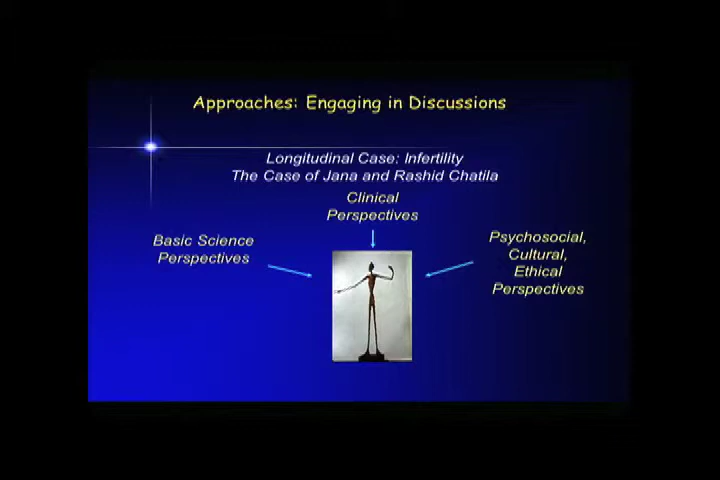 Approaches: Engaging in Discussions
Longitudinal Case: Infertility
The Case of Jana and Rashid Chatila
Clinical
Perspectives
Basic Science
Perspectives
Psychosocial,
Cultural,
Ethical
Perspectives